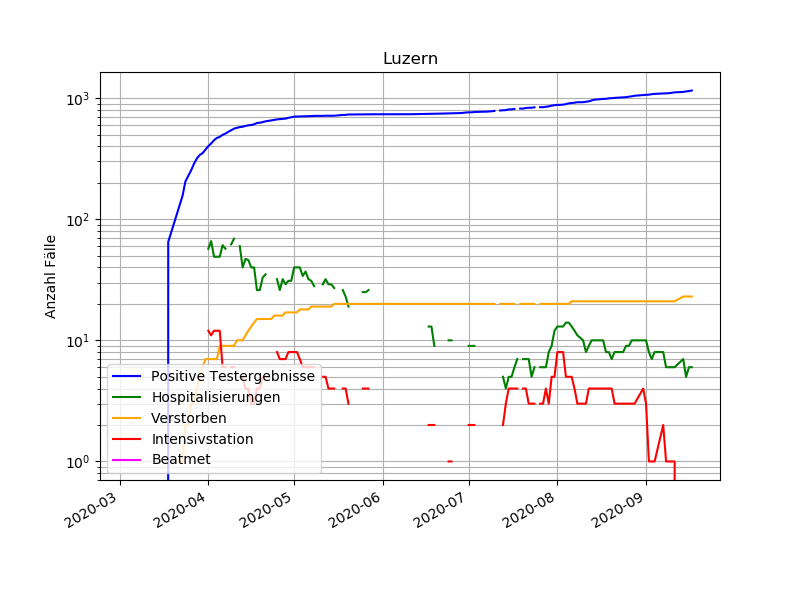 Luzern
Anzahl Fälle
10³
10²
10¹
10⁰
Positive Testergebnisse
Hospitalisierungen
Verstorben
Intensivstation
Beatmet
2020-03
2020-04
2020-05
2020-06
2020-07
2020-08
2020-09